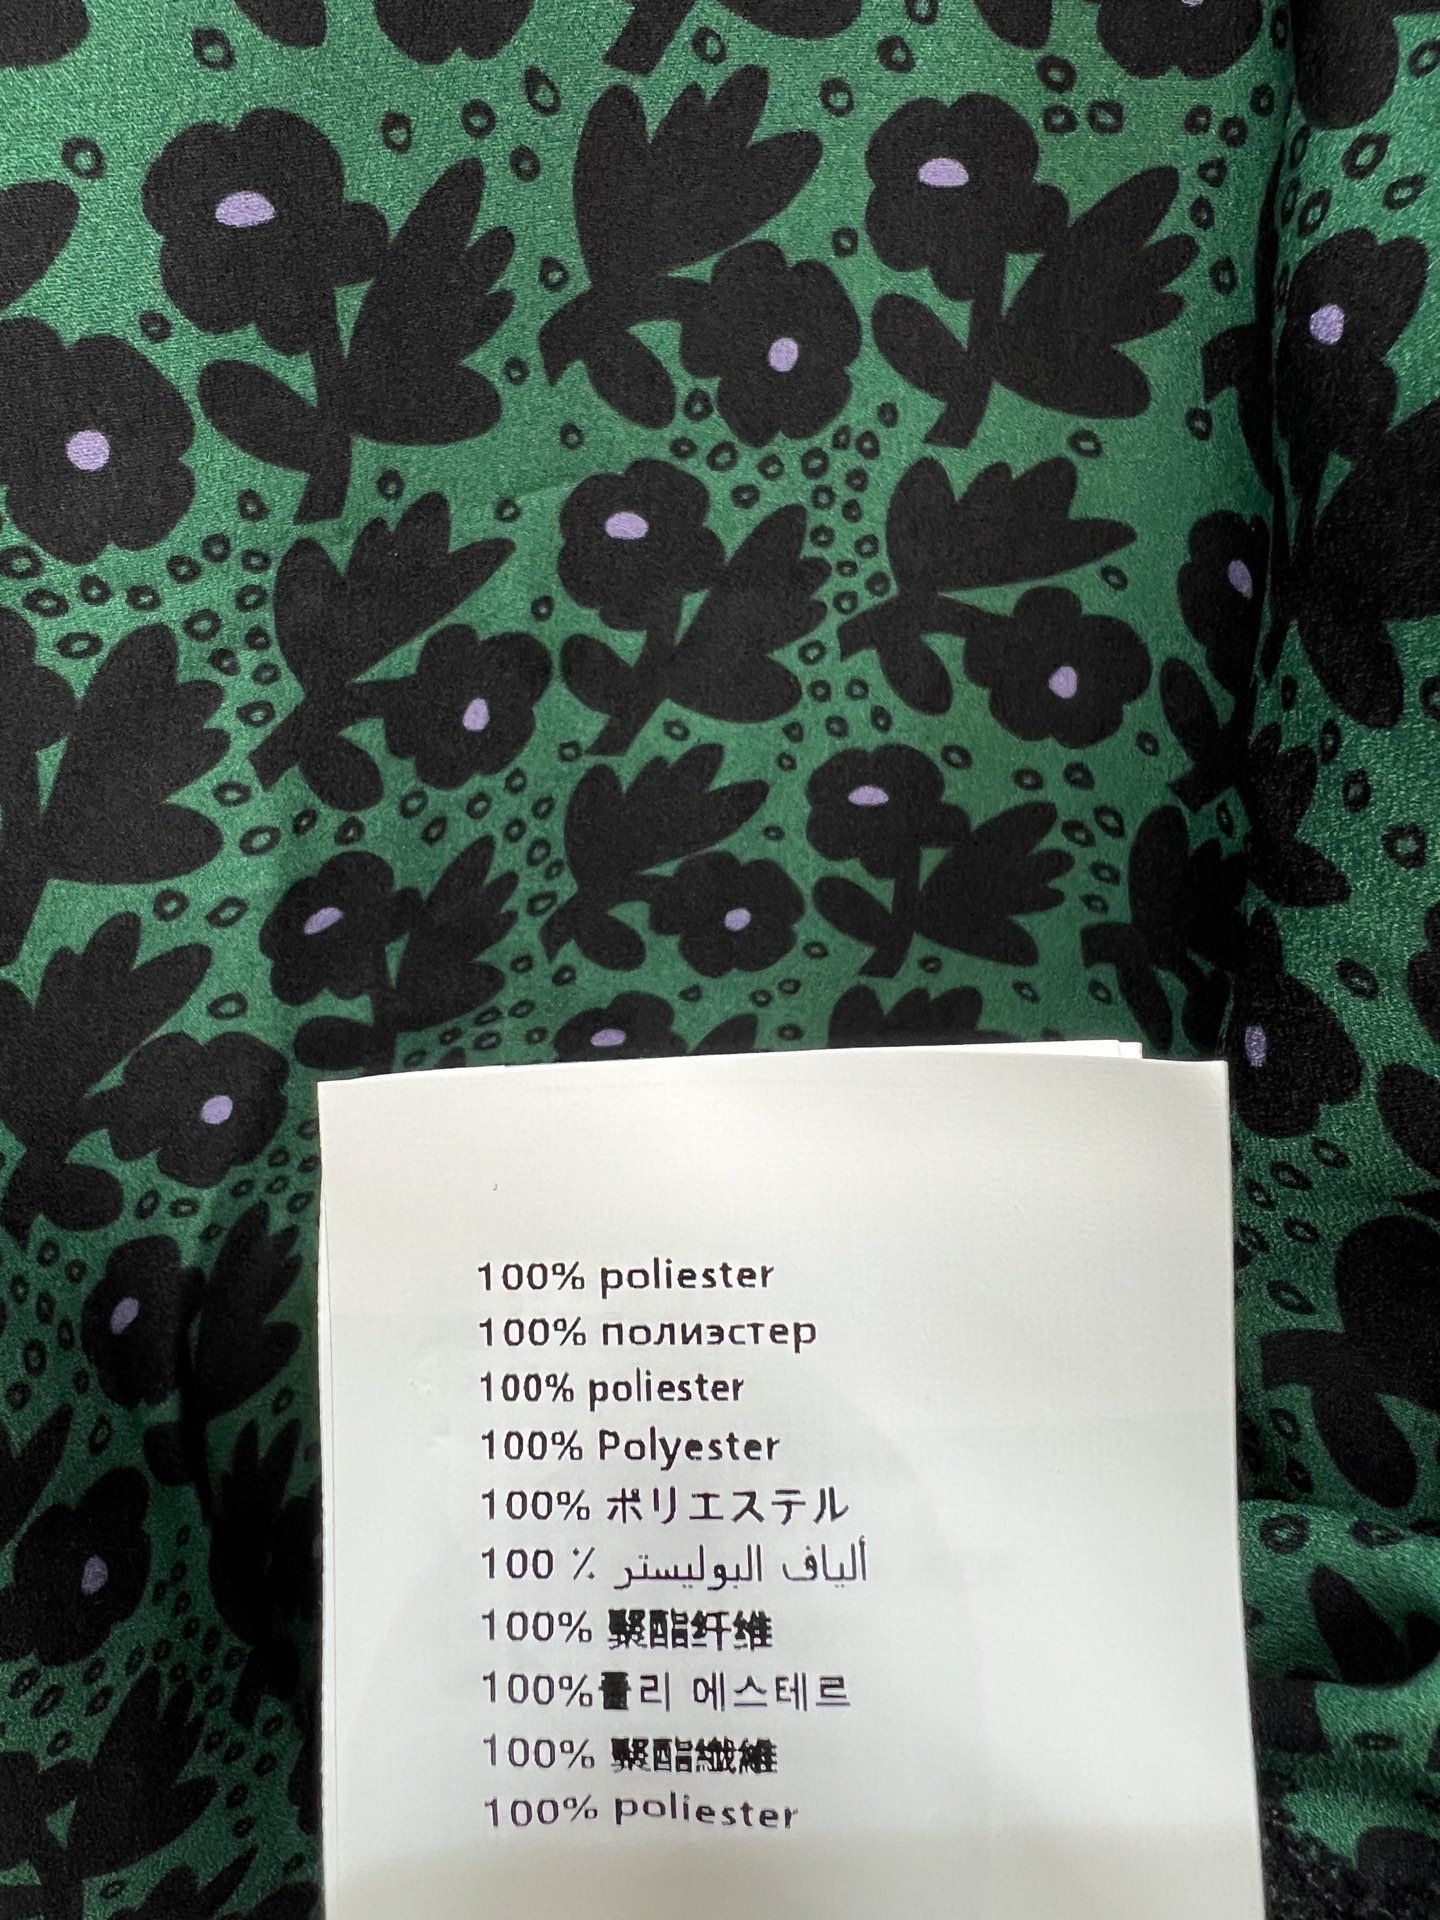 100% poliester
100% полиэстер
100% poliester
100% Polyester
100% ポリエステル
100 ٪ ألياف البوليستر
100% 聚酯纤维
100% 리 에스테르
100% 聚酯纖維
100% poliester